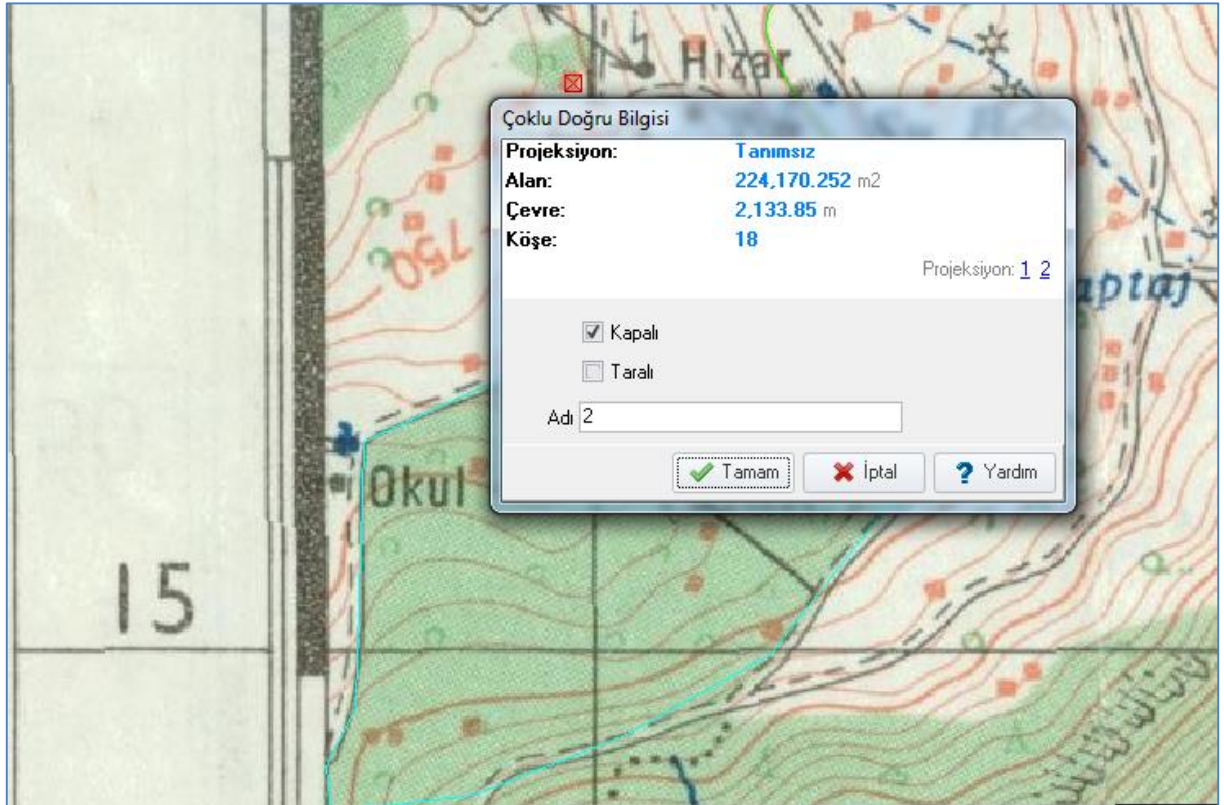 Hızar
Çoklu Doğru Bilgisi
Projeksiyon: Tanımsız
Alan: 224,170.252 m2
Çevre: 2,133.85 m
Köşe: 18
Projeksiyon: 1 2
750
aptaj
Kapalı
Taralı
Adı 2
Tamam İptal Yardım
Okul
15